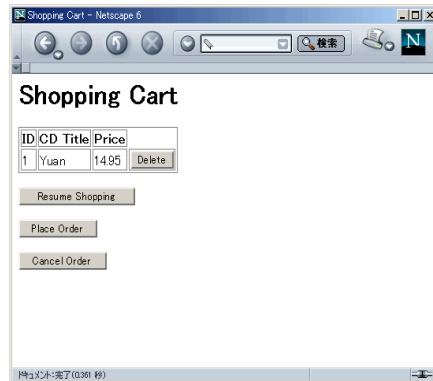 Shopping Cart - Netscape 6
検索
N
Shopping Cart
ID CD Title Price
1 Yuan 14.95 Delete
Resume Shopping
Place Order
Cancel Order
ドキュメント:完了(0.361 秒)